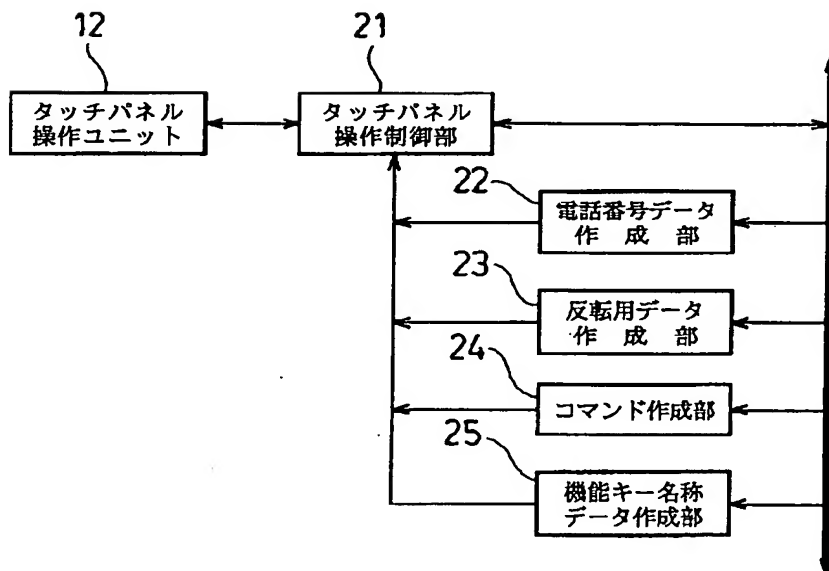 12
21
タッチパネル
操作ユニット
タッチパネル
操作制御部
22
電話番号データ
作成部
23
反転用データ
作成部
24
コマンド作成部
25
機能キー名称
データ作成部